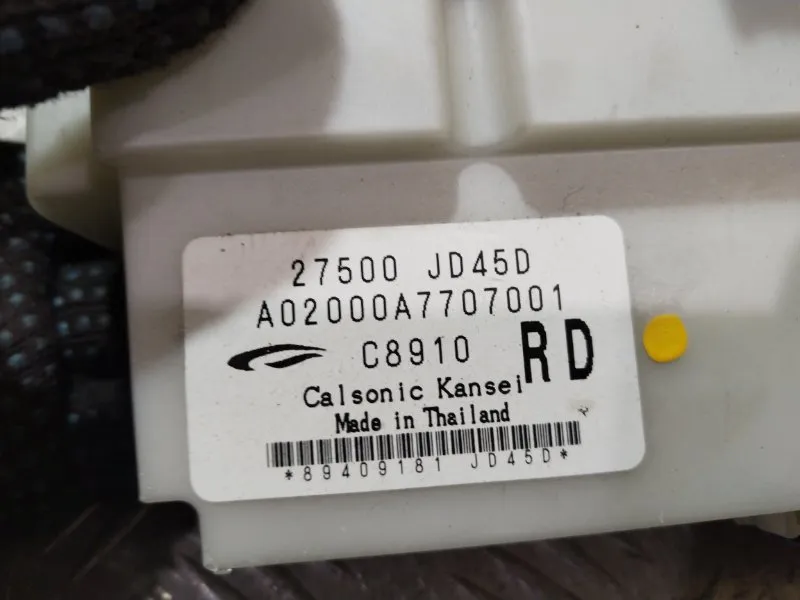 27500 JD45D
A02000A7707001
C8910 RD
Calsonic Kansei
Made in Thailand
*89409181 JD45D*